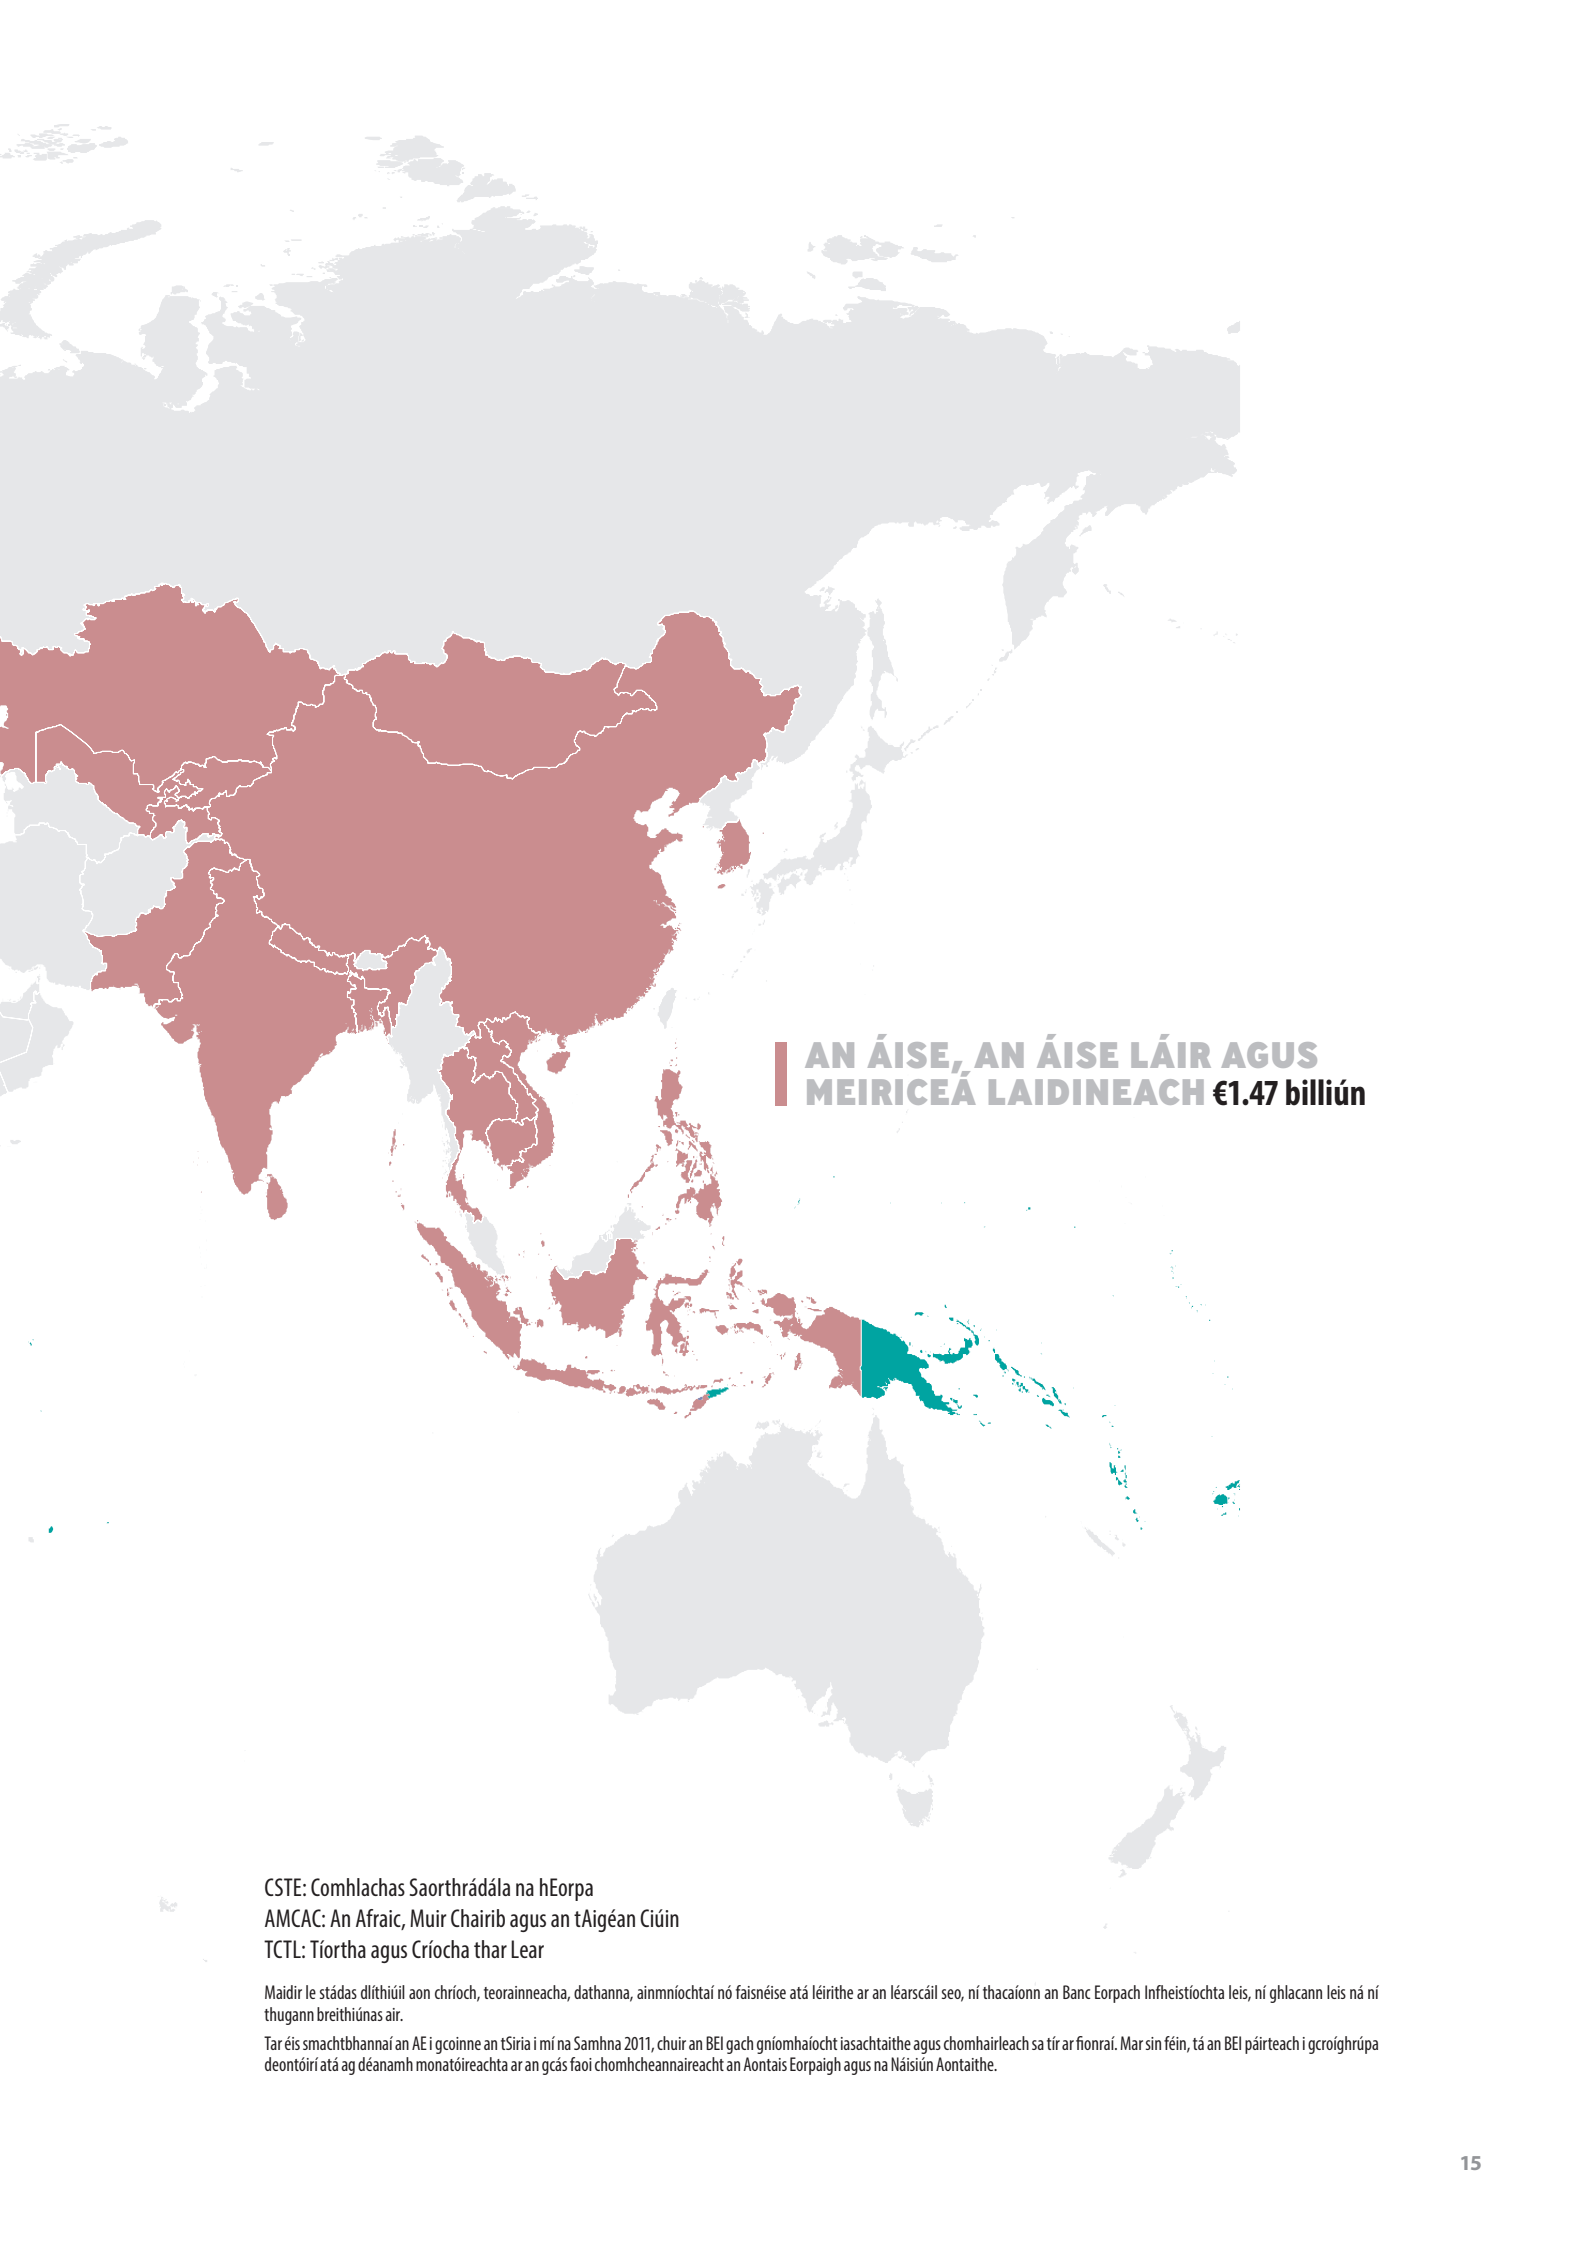 AN ÁISE, AN ÁISE LÁIR AGUS
MEIRICEÁ LAIDINEACH €1.47 billiún
CSTE: Comhlachas Saorthrádála na hEorpa
AMCAC: An Afraic, Muir Chairib agus an tAigéan Ciúin
TCTL: Tíortha agus Críocha thar Lear
Maidir le stádas dlíthiúil aon chríoch, teorainneacha, dathanna, ainmníochtaí nó faisnéise atá léirithe ar an léarscáil seo, ní thacaíonn an Banc Eorpach Infheistíochta leis, ní ghlacann leis ná ní
thugann breithiúnas air.
Tar éis smachtbhannaí an AE i gcoinne an tSiria i mí na Samhna 2011, chuir an BEI gach gníomhaíocht iasachtaithe agus chomhairleach sa tír ar fionraí. Mar sin féin, tá an BEI páirteach i gcroíghrúpa
deontóirí atá ag déanamh monatóireachta ar an gcás faoi chomhcheannaireacht an Aontais Eorpaigh agus na Náisiún Aontaithe.
15